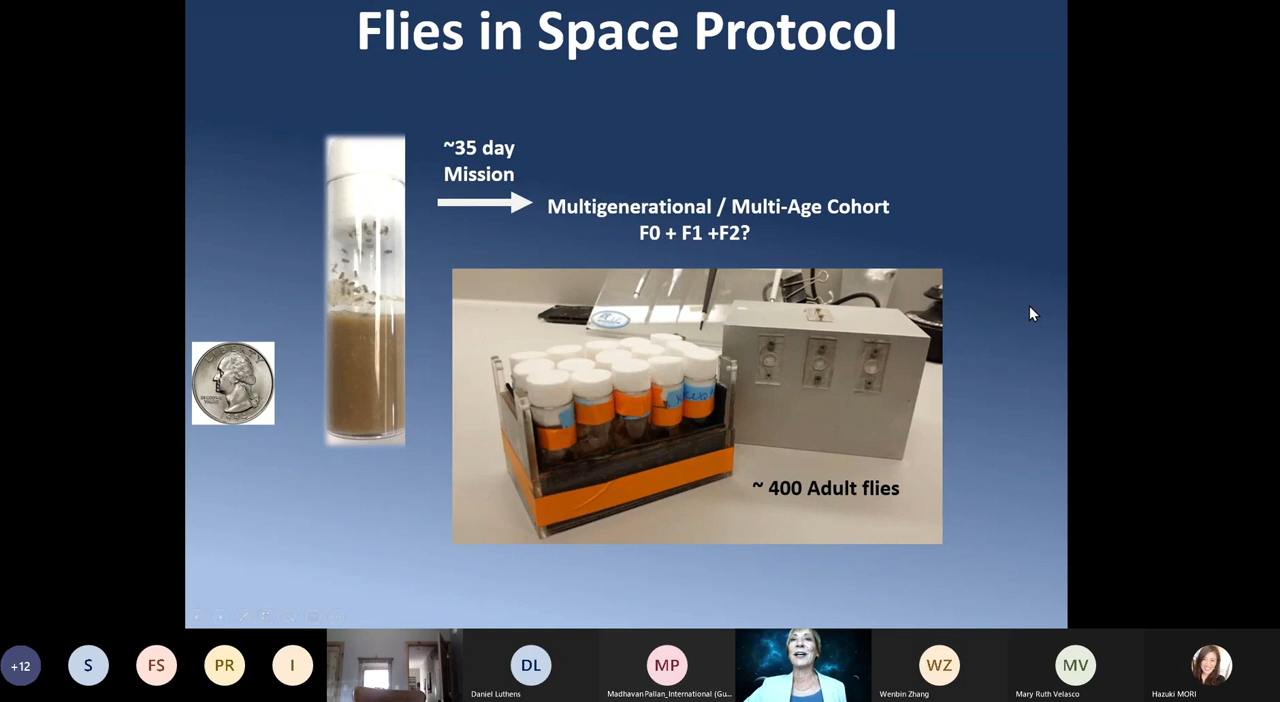 Flies in Space Protocol
~35 day
Mission
Multigenerational / Multi-Age Cohort
F0 + F1 +F2?
LIBERTY
~ 400 Adult flies
+12
S
FS
PR
I
DL
Daniel Luthens
MP
Madhavan Pallan_International (Gu...
WZ
Wenbin Zhang
MV
Mary Ruth Velasco
Hazuki MORI